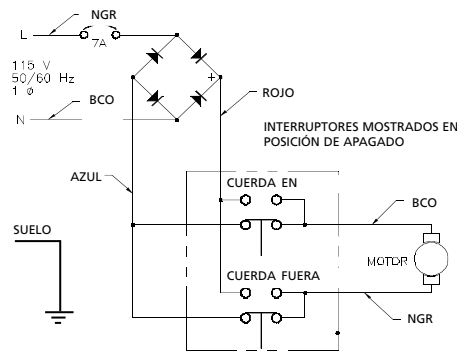 NGR
L
7A
115 V
50/60 Hz
1 ø
BCO
N
+
ROJO
INTERRUPTORES MOSTRADOS EN
POSICIÓN DE APAGADO
AZUL
CUERDA EN
BCO
SUELO
MOTOR
CUERDA FUERA
NGR